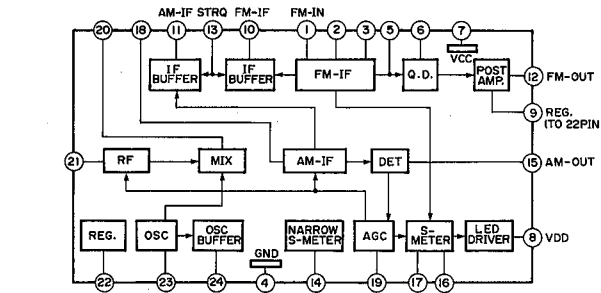 AM-IF STRQ FM-IF FM-IN
20 18 11 13 10 1 2 3 5 6 7
VCC
IF BUFFER
IF BUFFER
FM-IF
Q.D.
POST AMP.
12 FM-OUT
9 REG. (TO 22PIN)
21
RF
MIX
AM-IF
DET
15 AM-OUT
REG.
OSC
OSC BUFFER
GND
NARROW S-METER
AGC
S-METER
LED DRIVER
8 VDD
22 23 24 4 14 19 17 16